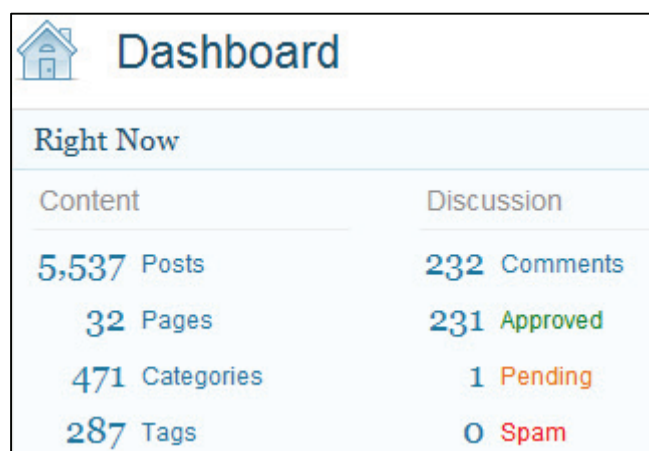 Dashboard
Right Now
Content
5,537 Posts
32 Pages
471 Categories
287 Tags
Discussion
232 Comments
231 Approved
1 Pending
0 Spam